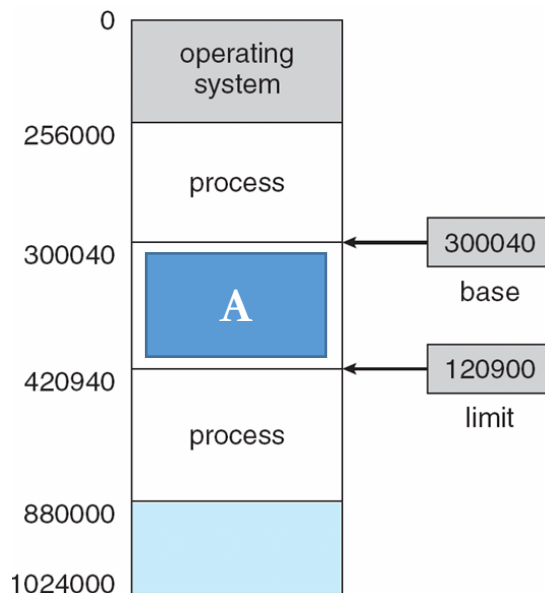 0
operating
system
256000
process
300040
300040
base
A
120900
420940
limit
process
880000
1024000